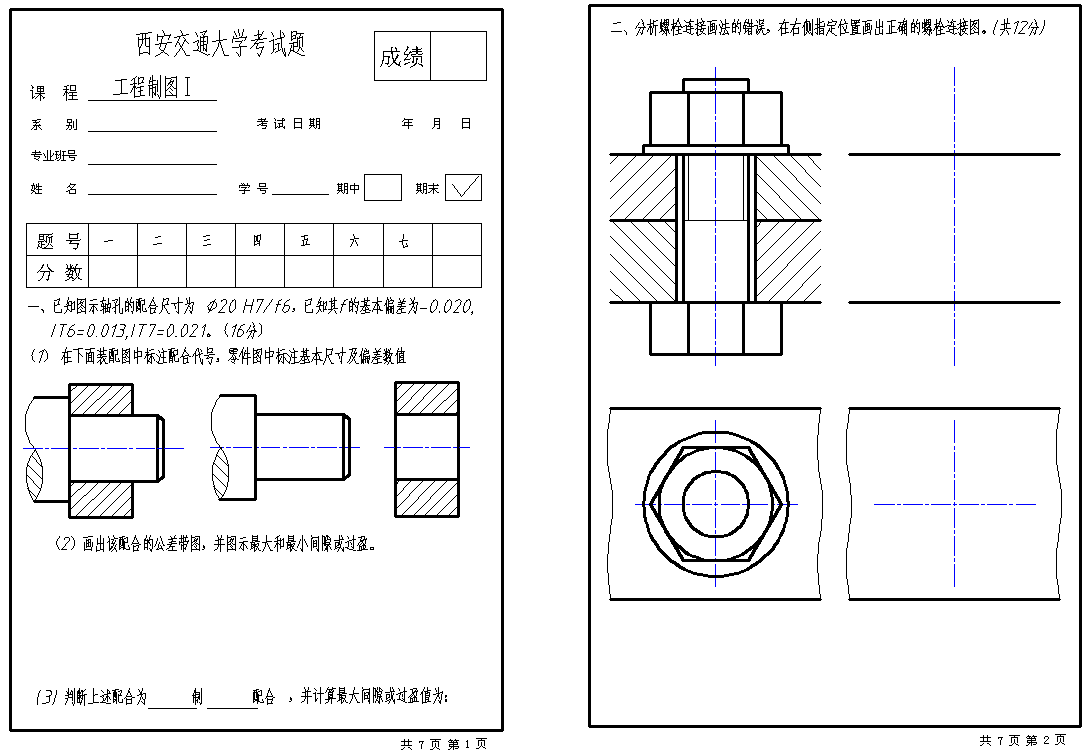 西安交通大学考试题
成绩
课 程 工程制图 I
系 别 考 试 日 期 年 月 日
专业班号
姓 名 学 号 期中 期末 ✓
题 号 一 二 三 四 五 六 七
分 数
一、已知图示轴孔的配合尺寸为 Φ20 H7/f6,已知其f的基本偏差为-0.020,
IT6=0.013,IT7=0.021。(16分)
(1) 在下面装配图中标注配合代号,零件图中标注基本尺寸及偏差数值
(2) 画出该配合的公差带图,并图示最大和最小间隙或过盈。
(3) 判断上述配合为 制 配合 ,并计算最大间隙或过盈值为:
共 7 页 第 1 页
二、分析螺栓连接画法的错误,在右侧指定位置画出正确的螺栓连接图。(共12分)
共 7 页 第 2 页